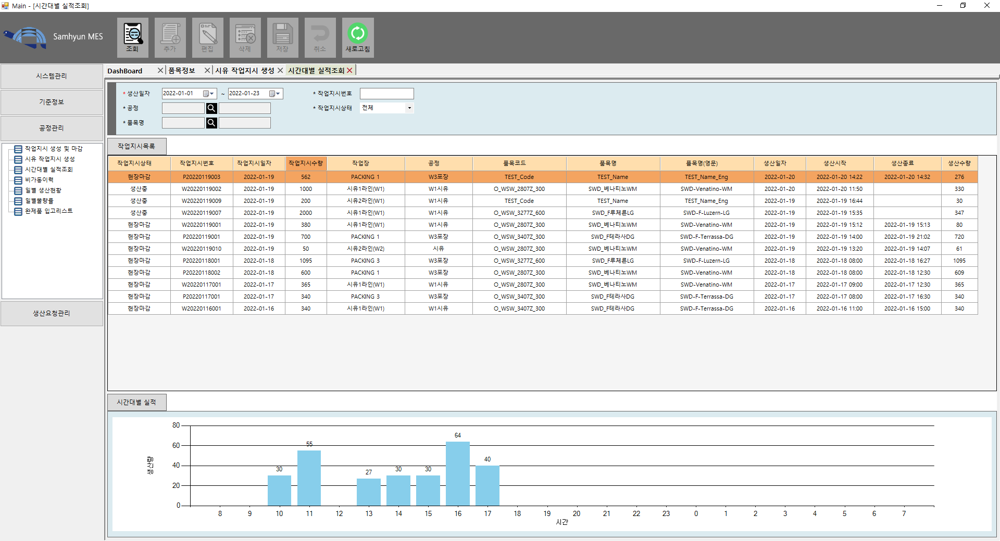 Main - [시간대별 실적조회]
Samhyun MES
조회 추가 편집 삭제 저장 취소 새로고침
시스템관리
기준정보
공정관리
작업지시 생성 및 마감
시유 작업지시 생성
시간대별 실적조회
비가동이력
일별 생산현황
일별불량률
완제품 입고리스트
생산요청관리
DashBoard 품목정보 시유 작업지시 생성 시간대별 실적조회
* 생산일자 2022-01-01 ~ 2022-01-23 * 작업지시번호
* 공정 * 작업지시상태 전체
* 품목명
작업지시목록
작업지시상태 작업지시번호 작업지시일자 작업지시수량 작업장 공정 품목코드 품목명 품목명(영문) 생산일자 생산시작 생산종료 생산수량
현장마감 P20220119003 2022-01-19 562 PACKING 1 W3포장 TEST_Code TEST_Name TEST_Name_Eng 2022-01-20 2022-01-20 14:22 2022-01-20 14:32 276
생산중 W20220119002 2022-01-19 1000 시유1라인(W1) W1시유 O_WSW_2807Z_300 SWD_베나티노WM SWD-Venatino-WM 2022-01-20 2022-01-20 11:50 330
생산중 W20220119009 2022-01-19 200 시유2라인(W1) W1시유 TEST_Code TEST_Name TEST_Name_Eng 2022-01-19 2022-01-19 16:44 30
생산중 W20220119007 2022-01-19 2000 시유1라인(W1) W1시유 O_WSW_3277Z_600 SWD_F루체른LG SWD-F-Luzern-LG 2022-01-19 2022-01-19 15:35 347
현장마감 W20220119001 2022-01-19 380 시유1라인(W1) W1시유 O_WSW_2807Z_300 SWD_베나티노WM SWD-Venatino-WM 2022-01-19 2022-01-19 15:12 2022-01-19 15:13 80
현장마감 P20220119001 2022-01-19 700 PACKING 1 W3포장 O_WSW_3407Z_300 SWD_F테라사DG SWD-F-Terrassa-DG 2022-01-19 2022-01-19 14:00 2022-01-19 21:02 720
현장마감 W20220119010 2022-01-19 50 시유2라인(W2) 시유 O_WSW_2807Z_300 SWD_베나티노WM SWD-Venatino-WM 2022-01-19 2022-01-19 13:20 2022-01-19 14:07 61
현장마감 P20220118001 2022-01-18 1095 PACKING 3 W3포장 O_WSW_3277Z_600 SWD_F루체른LG SWD-F-Luzern-LG 2022-01-18 2022-01-18 08:00 2022-01-18 16:27 1095
현장마감 P20220118002 2022-01-18 600 PACKING 1 W3포장 O_WSW_2807Z_300 SWD_베나티노WM SWD-Venatino-WM 2022-01-18 2022-01-18 08:00 2022-01-18 12:30 609
현장마감 W20220117001 2022-01-17 365 시유1라인(W1) W1시유 O_WSW_2807Z_300 SWD_베나티노WM SWD-Venatino-WM 2022-01-17 2022-01-17 09:00 2022-01-17 12:30 365
현장마감 P20220117001 2022-01-17 340 PACKING 3 W3포장 O_WSW_3407Z_300 SWD_F테라사DG SWD-F-Terrassa-DG 2022-01-17 2022-01-17 08:00 2022-01-17 16:30 340
현장마감 W20220116001 2022-01-16 340 시유1라인(W1) W1시유 O_WSW_3407Z_300 SWD_F테라사DG SWD-F-Terrassa-DG 2022-01-16 2022-01-16 11:00 2022-01-16 15:00 340
시간대별 실적
생산량
80
60
40
20
0
30 55 27 30 30 64 40
8 9 10 11 12 13 14 15 16 17 18 19 20 21 22 23 0 1 2 3 4 5 6 7
시간